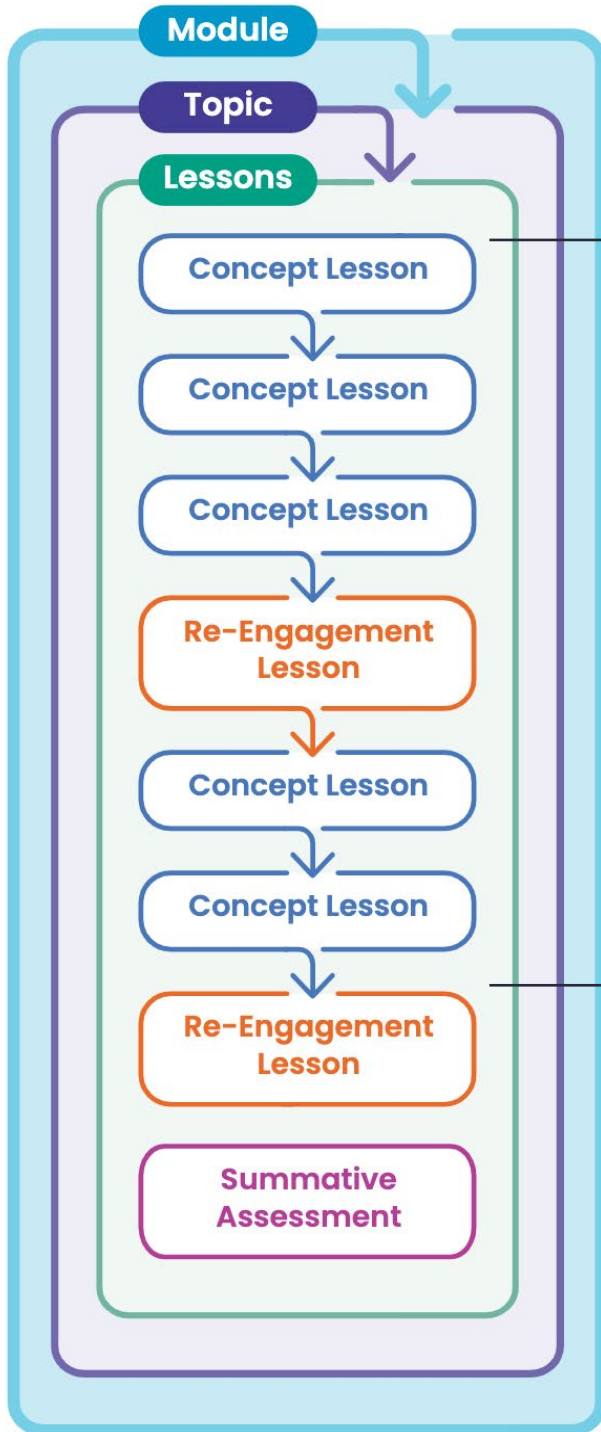 Module
Topic
Lessons
Concept Lesson
Concept Lesson
Concept Lesson
Re-Engagement
Lesson
Concept Lesson
Concept Lesson
Re-Engagement
Lesson
Summative
Assessment